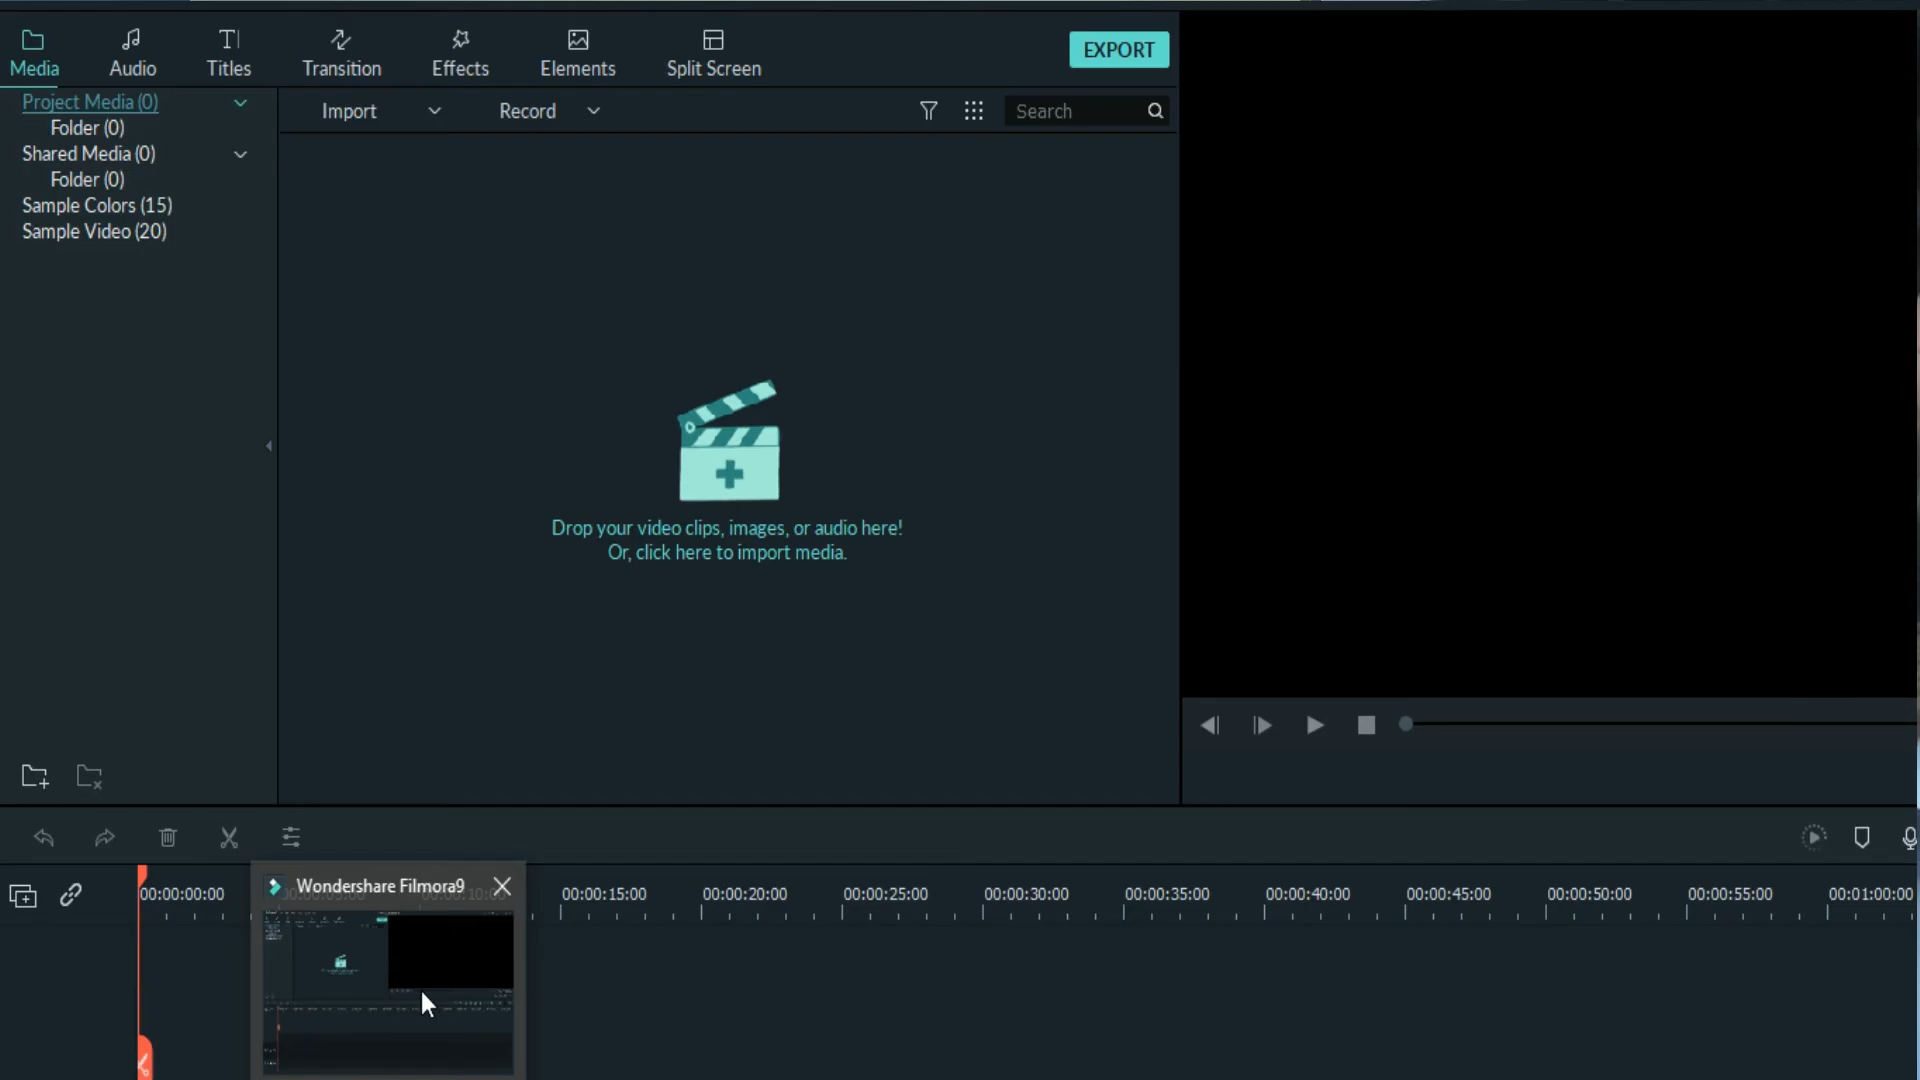 Media
Audio
Titles
Transition
Effects
Elements
Split Screen
EXPORT
Project Media (0)
Folder (0)
Shared Media (0)
Folder (0)
Sample Colors (15)
Sample Video (20)
Import
Record
Search
Drop your video clips, images, or audio here!
Or, click here to import media.
Wondershare Filmora9
00:00:00:00
00:00:15:00
00:00:20:00
00:00:25:00
00:00:30:00
00:00:35:00
00:00:40:00
00:00:45:00
00:00:50:00
00:00:55:00
00:01:00:00